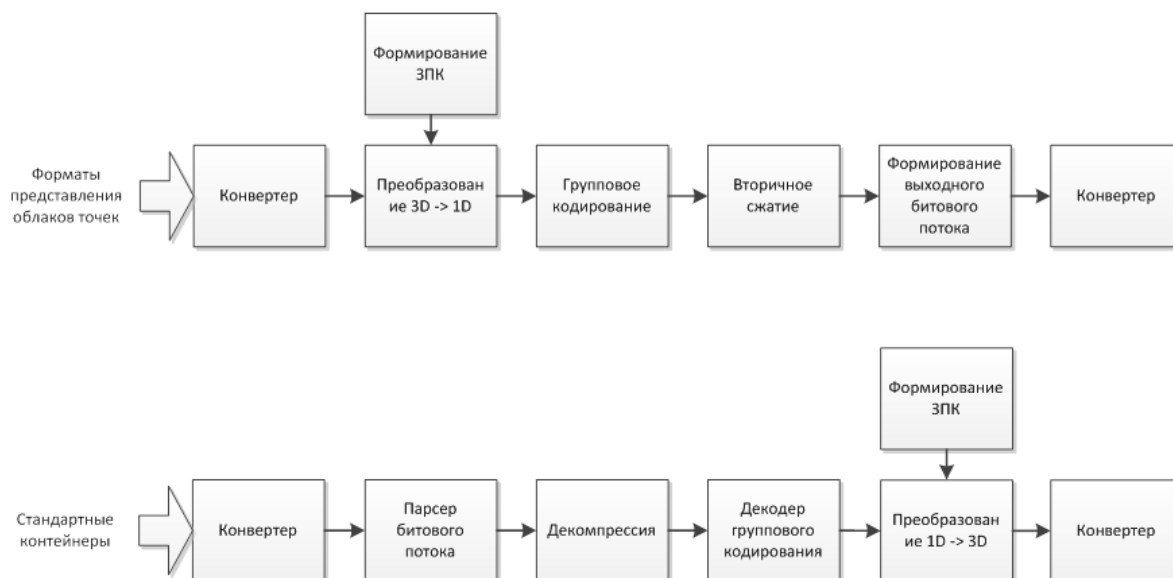 Формирование
ЗПК
Форматы
представления
облаков точек
Конвертер
Преобразован
ие 3D -> 1D
Групповое
кодирование
Вторичное
сжатие
Формирование
выходного
битового
потока
Конвертер
Формирование
ЗПК
Стандартные
контейнеры
Конвертер
Парсер
битового
потока
Декомпрессия
Декодер
группового
кодирования
Преобразован
ие 1D -> 3D
Конвертер